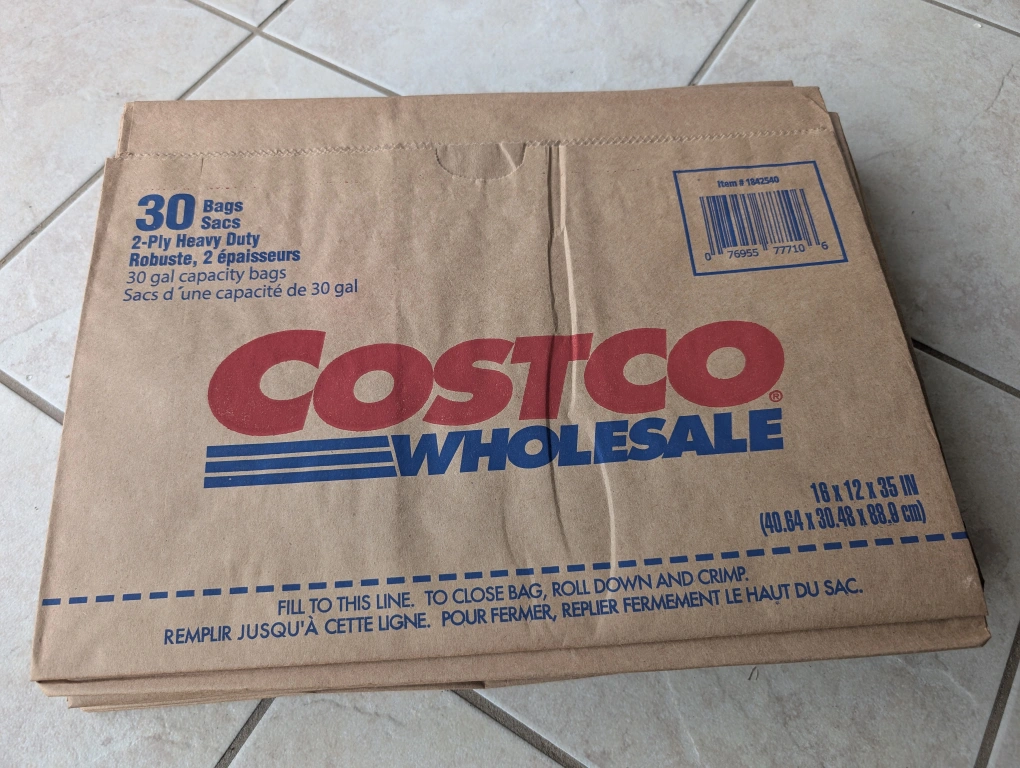 30 Bags
Sacs
2-Ply Heavy Duty
Robuste, 2 épaisseurs
30 gal capacity bags
Sacs d´une capacité de 30 gal
Item # 1842540
0 76955 77710 6
COSTCO
®
WHOLESALE
16 x 12 x 35 IN
(40.64 x 30.48 x 88.9 cm)
FILL TO THIS LINE. TO CLOSE BAG, ROLL DOWN AND CRIMP.
REMPLIR JUSQU'À CETTE LIGNE. POUR FERMER, REPLIER FERMEMENT LE HAUT DU SAC.